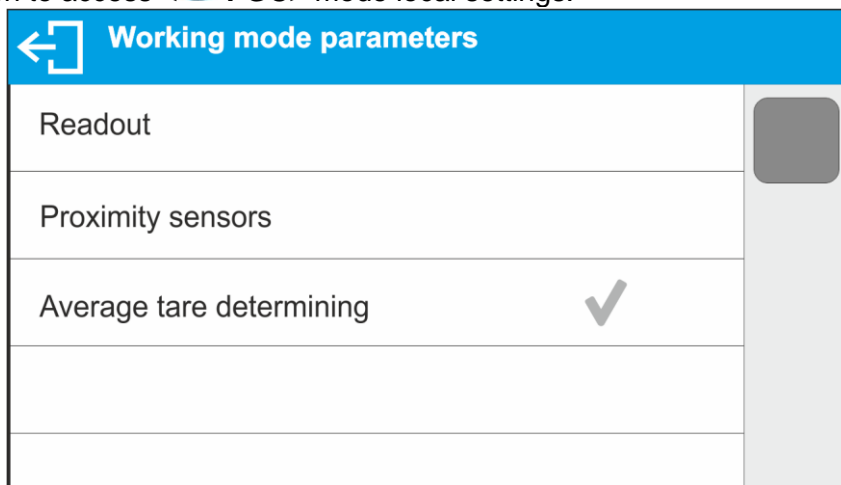 Working mode parameters
Readout
Proximity sensors
Average tare determining